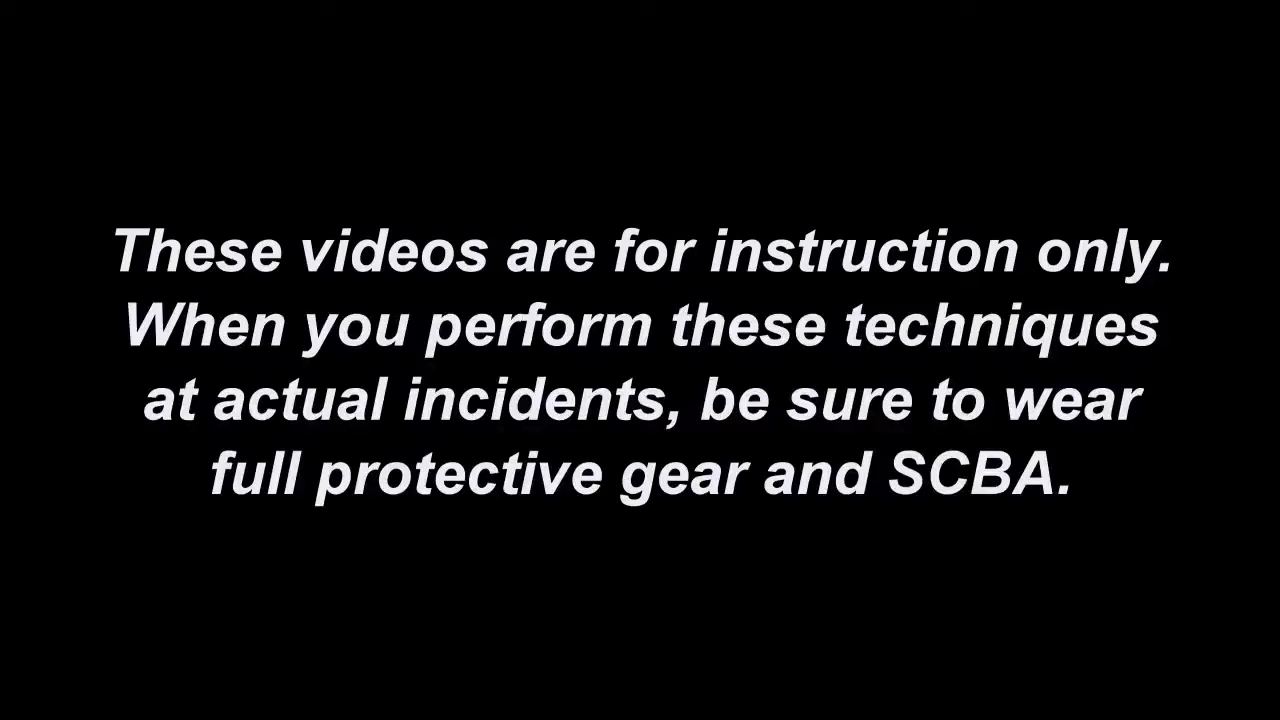 These videos are for instruction only.
When you perform these techniques
at actual incidents, be sure to wear
full protective gear and SCBA.